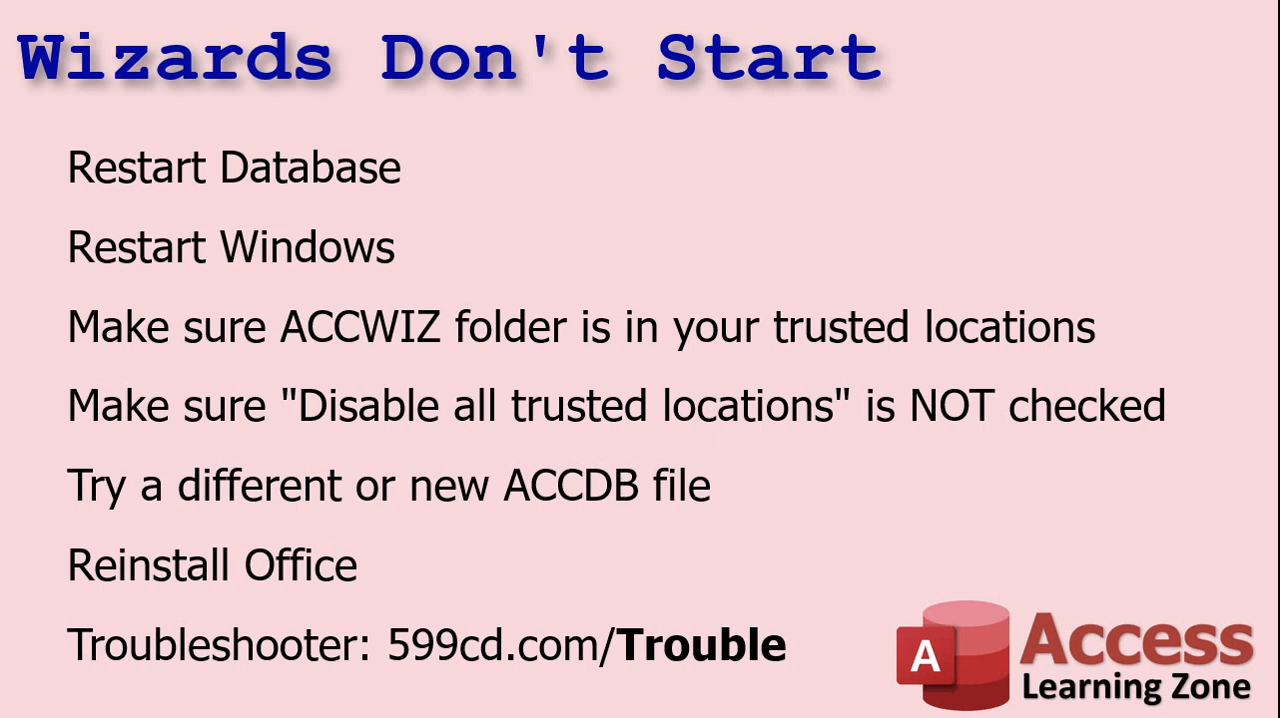 Wizards Don't Start
Restart Database
Restart Windows
Make sure ACCWIZ folder is in your trusted locations
Make sure "Disable all trusted locations" is NOT checked
Try a different or new ACCDB file
Reinstall Office
Troubleshooter: 599cd.com/Trouble
A
Access
Learning Zone